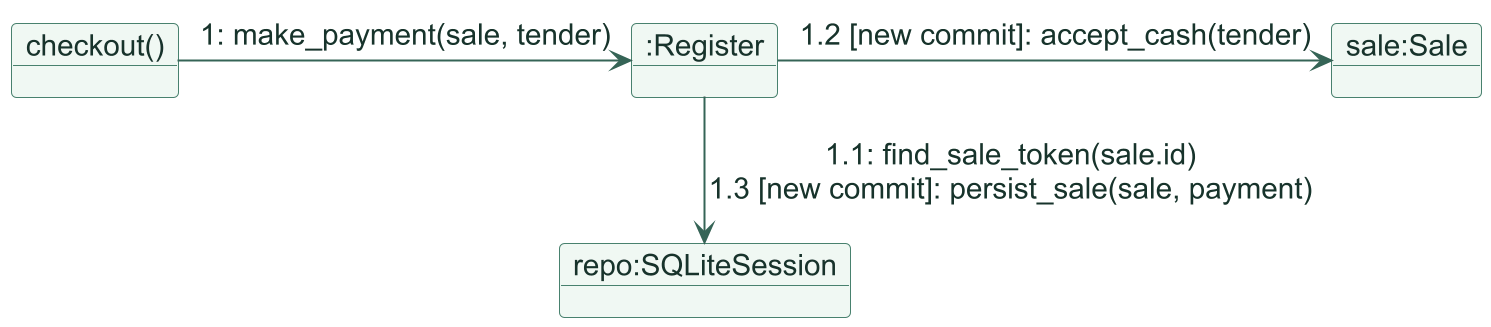 checkout()
1: make_payment(sale, tender)
:Register
1.2 [new commit]: accept_cash(tender)
sale:Sale
1.1: find_sale_token(sale.id)
1.3 [new commit]: persist_sale(sale, payment)
repo:SQLiteSession